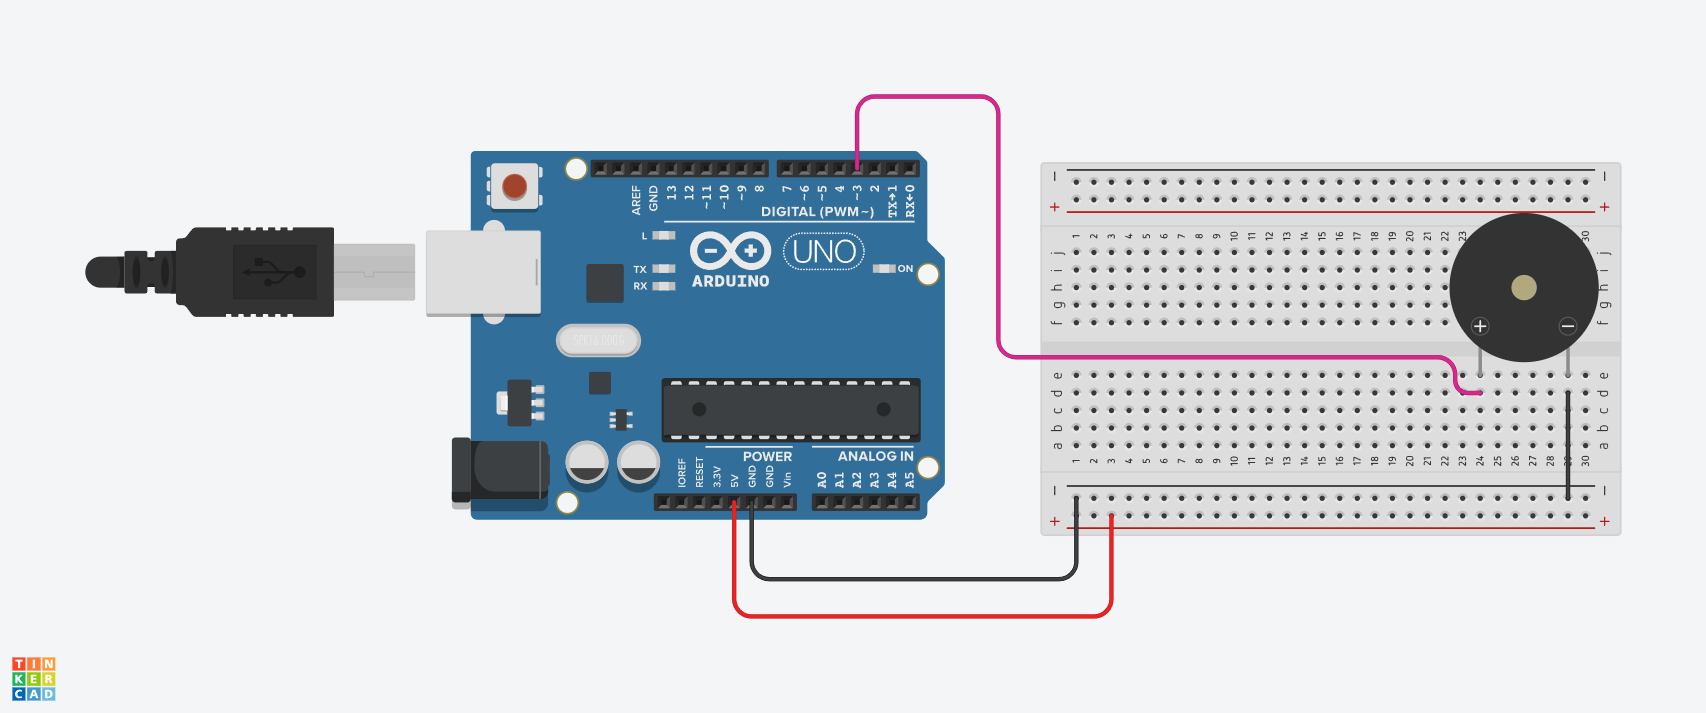 AREF
GND
13
12
~11
~10
~9
8
7
~6
~5
4
~3
2
TX→1
RX←0
DIGITAL (PWM~)
L
TX
RX
ARDUINO
UNO
ON
SPK16.000G
POWER
ANALOG IN
IOREF
RESET
3.3V
5V
GND
GND
Vin
A0
A1
A2
A3
A4
A5
− −
+ +
1 2 3 4 5 6 7 8 9 10 11 12 13 14 15 16 17 18 19 20 21 22 23 30
j j
i i
h h
g g
f f
+ −
e e
d d
c c
b b
a a
1 2 3 4 5 6 7 8 9 10 11 12 13 14 15 16 17 18 19 20 21 22 23 24 25 26 27 28 29 30
− −
+ +
TIN
KER
CAD